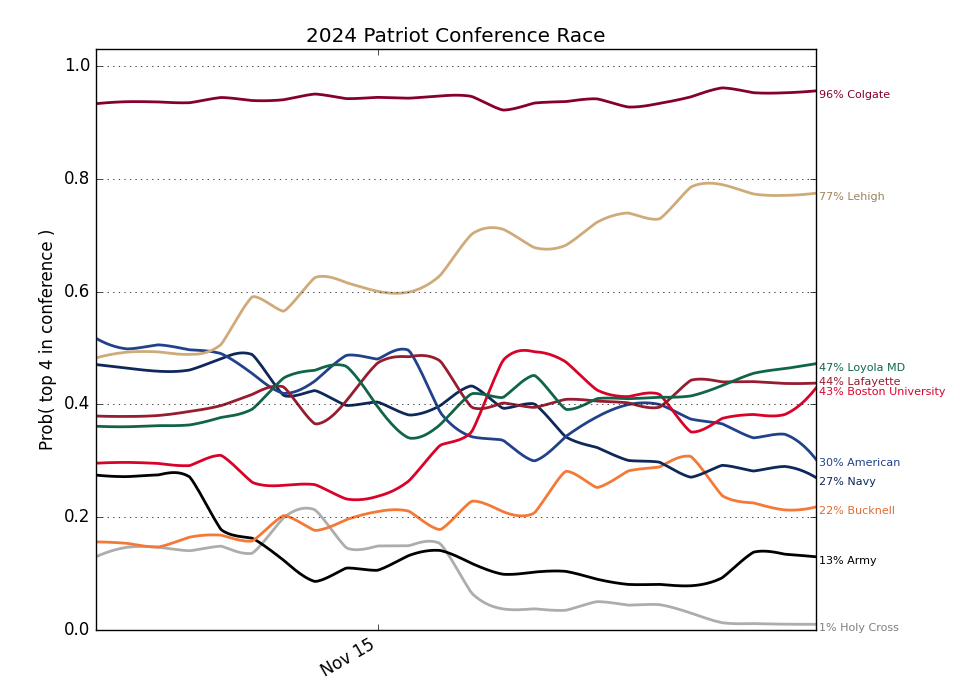 2024 Patriot Conference Race
Prob( top 4 in conference )
1.0
0.8
0.6
0.4
0.2
0.0
Nov 15
96% Colgate
77% Lehigh
47% Loyola MD
44% Lafayette
43% Boston University
30% American
27% Navy
22% Bucknell
13% Army
1% Holy Cross